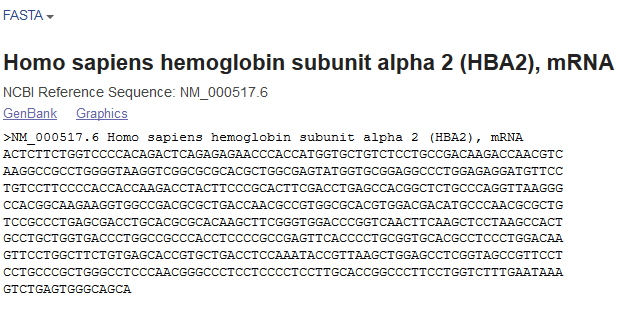 FASTA
Homo sapiens hemoglobin subunit alpha 2 (HBA2), mRNA
NCBI Reference Sequence: NM_000517.6
GenBank Graphics
>NM_000517.6 Homo sapiens hemoglobin subunit alpha 2 (HBA2), mRNA
ACTCTTCTGGTCCCCACAGACTCAGAGAGAACCCACCATGGTGCTGTCTCCTGCCGACAAGACCAACGTC
AAGGCCGCCTGGGGTAAGGTCGGCGCGCACGCTGGCGAGTATGGTGCGGAGGCCCTGGAGAGGATGTTCC
TGTCCTTCCCCACCACCAAGACCTACTTCCCGCACTTCGACCTGAGCCACGGCTCTGCCCAGGTTAAGGG
CCACGGCAAGAAGGTGGCCGACGCGCTGACCAACGCCGTGGCGCACGTGGACGACATGCCCAACGCGCTG
TCCGCCCTGAGCGACCTGCACGCGCACAAGCTTCGGGTGGACCCGGTCAACTTCAAGCTCCTAAGCCACT
GCCTGCTGGTGACCCTGGCCGCCCACCTCCCCGCCGAGTTCACCCCTGCGGTGCACGCCTCCCTGGACAA
GTTCCTGGCTTCTGTGAGCACCGTGCTGACCTCCAAATACCGTTAAGCTGGAGCCTCGGTAGCCGTTCCT
CCTGCCCGCTGGGCCTCCCAACGGGCCCTCCTCCCCTCCTTGCACCGGCCCTTCCTGGTCTTTGAATAAA
GTCTGAGTGGGCAGCA